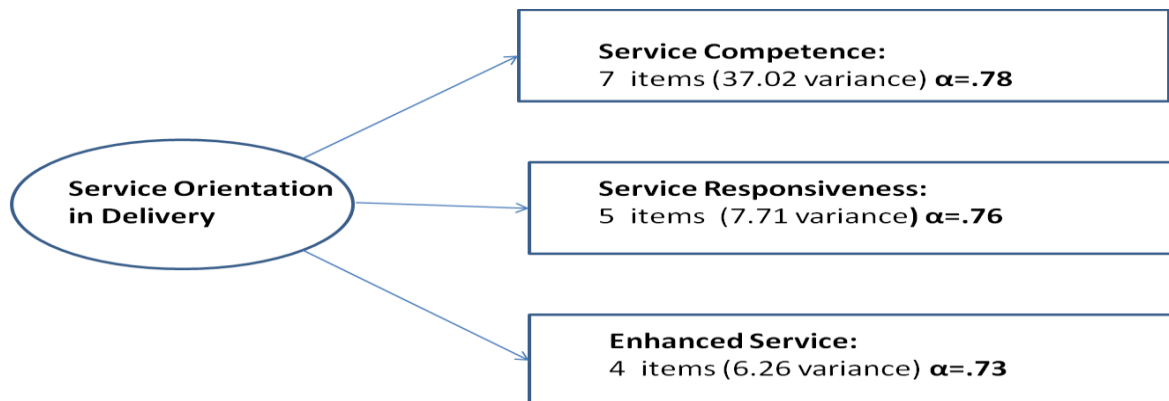 Service Competence:
7 items (37.02 variance) α=.78
Service Orientation
in Delivery
Service Responsiveness:
5 items (7.71 variance) α=.76
Enhanced Service:
4 items (6.26 variance) α=.73